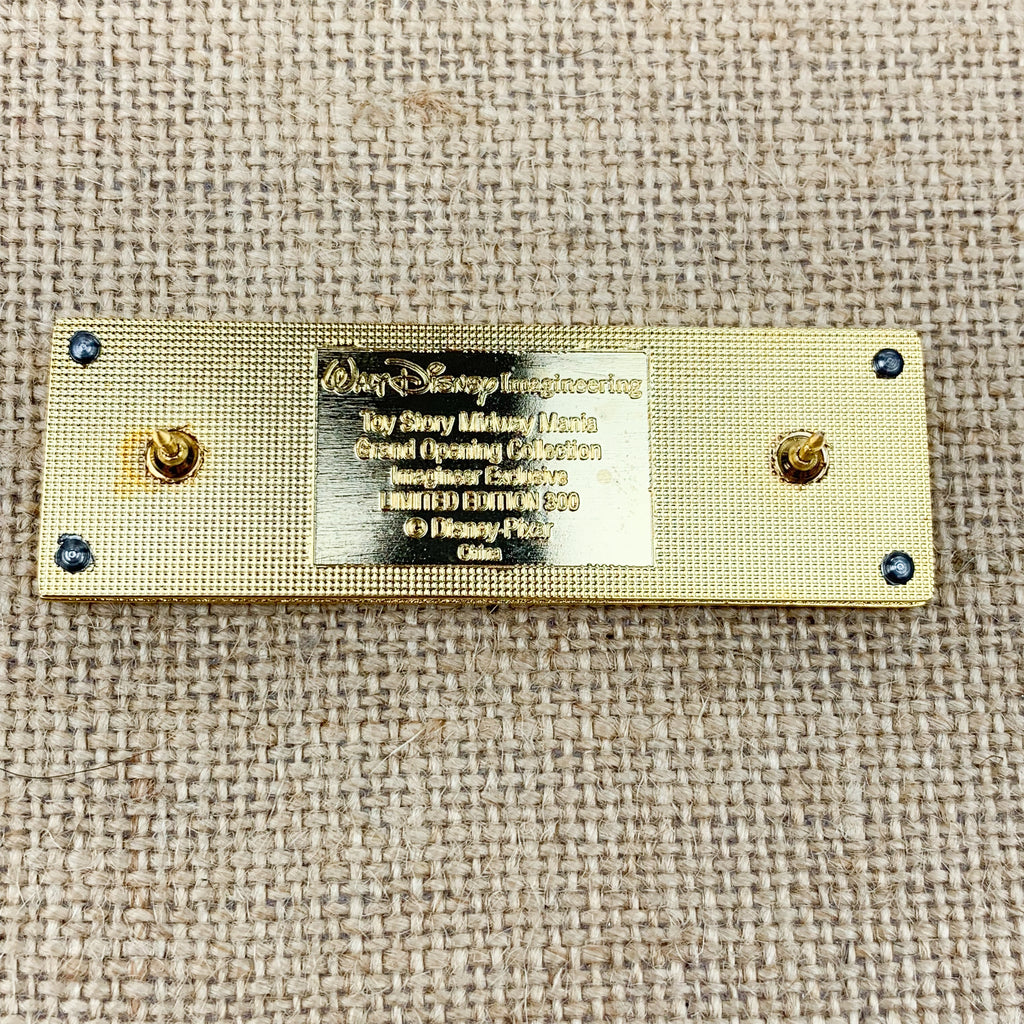 Walt Disney Imagineering
Toy Story Midway Mania
Grand Opening Collection
Imagineer Exclusive
LIMITED EDITION 300
© Disney·Pixar
China